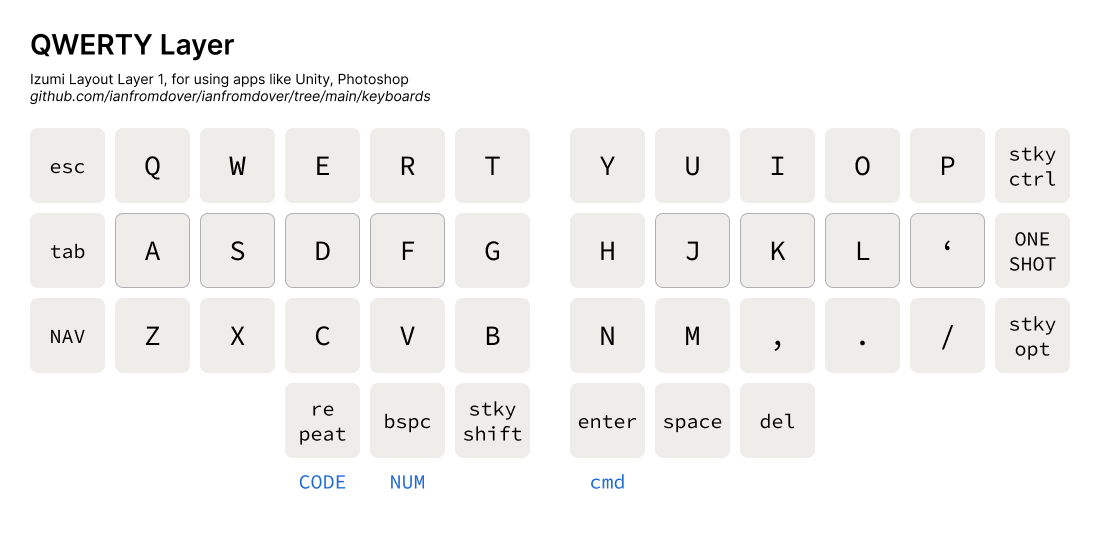 QWERTY Layer
Izumi Layout Layer 1, for using apps like Unity, Photoshop
github.com/ianfromdover/ianfromdover/tree/main/keyboards
esc Q W E R T Y U I O P stky ctrl
tab A S D F G H J K L ‘ ONE SHOT
NAV Z X C V B N M , . / stky opt
re peat bspc stky shift enter space del
CODE NUM cmd